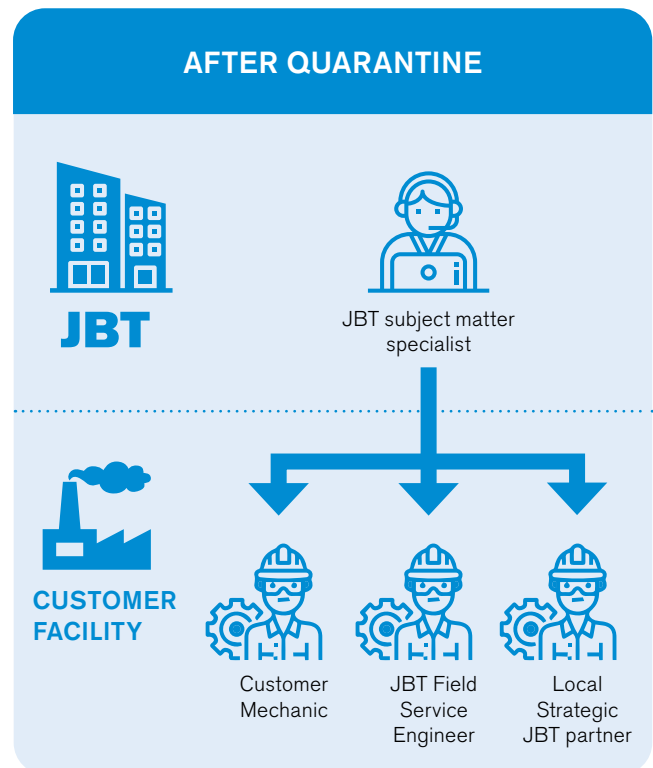 AFTER QUARANTINE
JBT
JBT subject matter
specialist
CUSTOMER
FACILITY
Customer
Mechanic
JBT Field
Service
Engineer
Local
Strategic
JBT partner